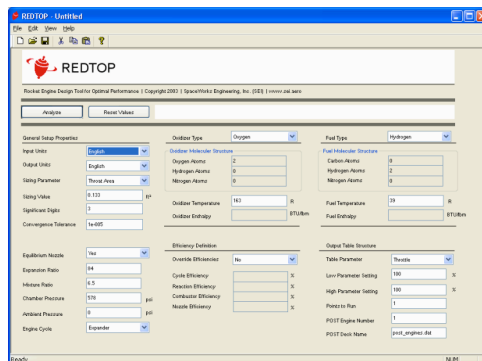 REDTOP - Untitled
File Edit View Help
REDTOP
Rocket Engine Design Tool for Optimal Performance | Copyright 2003 | SpaceWorks Engineering, Inc. (SEI) | www.sei.aero
Analyze Reset Values
General Setup Properties
Input Units English
Output Units English
Sizing Parameter Throat Area
Sizing Value 0.133 ft²
Significant Digits 3
Convergence Tolerance 1e-005
Equilibrium Nozzle Yes
Expansion Ratio 84
Mixture Ratio 6.5
Chamber Pressure 578 psi
Ambient Pressure 0 psi
Engine Cycle Expander
Oxidizer Type Oxygen
Oxidizer Molecular Structure
Oxygen Atoms 2
Hydrogen Atoms 0
Nitrogen Atoms 0
Oxidizer Temperature 163 R
Oxidizer Enthalpy BTU/lbm
Efficiency Definition
Override Efficiencies No
Cycle Efficiency %
Reaction Efficiency %
Combustor Efficiency %
Nozzle Efficiency %
Fuel Type Hydrogen
Fuel Molecular Structure
Carbon Atoms 0
Hydrogen Atoms 2
Nitrogen Atoms 0
Fuel Temperature 39 R
Fuel Enthalpy BTU/lbm
Output Table Structure
Table Parameter Throttle
Low Parameter Setting 100 %
High Parameter Setting 100 %
Points to Run 1
POST Engine Number 1
POST Deck Name post_engines.dat
Ready NUM